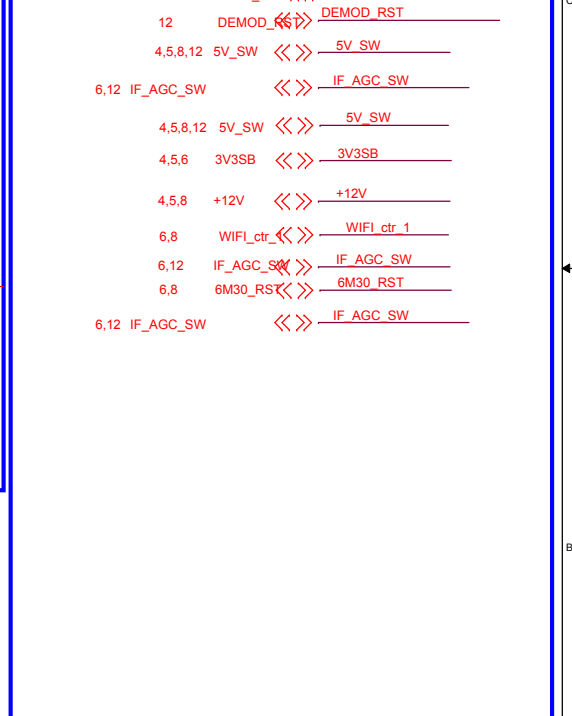 12 DEMOD_RST DEMOD_RST
4,5,8,12 5V_SW 5V_SW
6,12 IF_AGC_SW IF_AGC_SW
4,5,8,12 5V_SW 5V_SW
4,5,6 3V3SB 3V3SB
4,5,8 +12V +12V
6,8 WIFI_ctr_1 WIFI_ctr_1
6,12 IF_AGC_SW IF_AGC_SW
6,8 6M30_RST 6M30_RST
6,12 IF_AGC_SW IF_AGC_SW
B